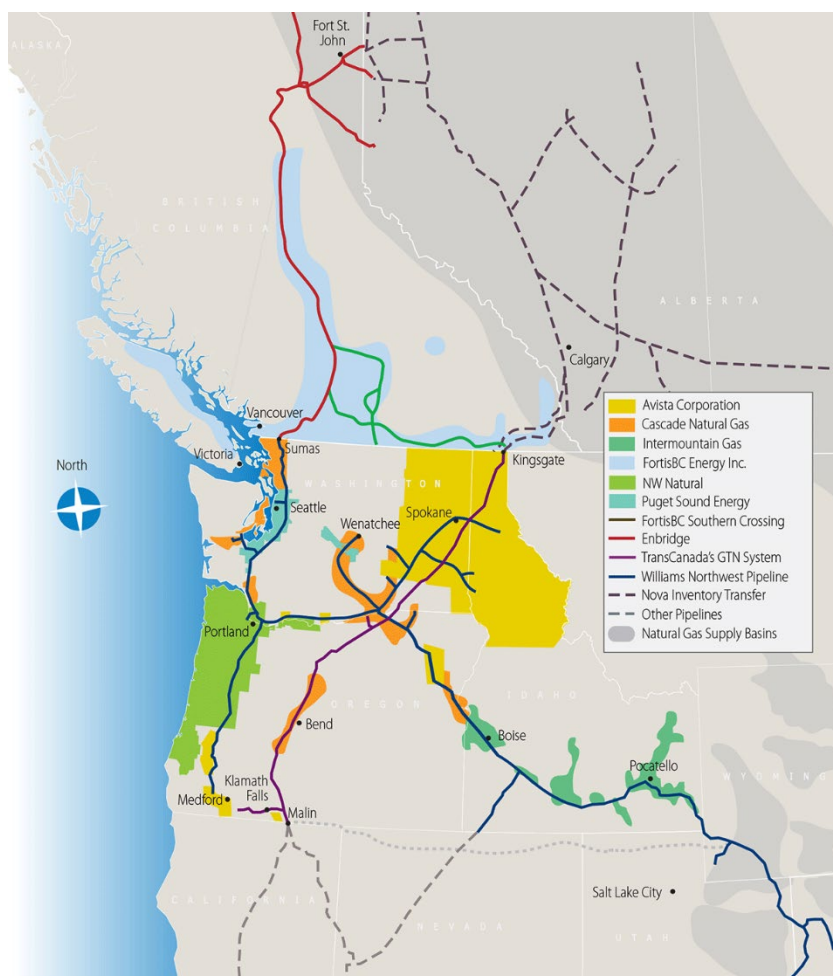 Fort St.
John
ALASKA
BRITISH
COLUMBIA
ALBERTA
Calgary
Vancouver
Sumas
Victoria
Kingsgate
North
WASHINGTON
Seattle
Wenatchee
Spokane
Portland
OREGON
IDAHO
Bend
Boise
Pocatello
WYOMING
Medford
Klamath
Falls
Malin
Salt Lake
City
CALIFORNIA
NEVADA
UTAH
Avista Corporation
Cascade Natural Gas
Intermountain Gas
FortisBC Energy Inc.
NW Natural
Puget Sound Energy
FortisBC Southern Crossing
Enbridge
TransCanada's GTN System
Williams Northwest Pipeline
Nova Inventory Transfer
Other Pipelines
Natural Gas Supply Basins